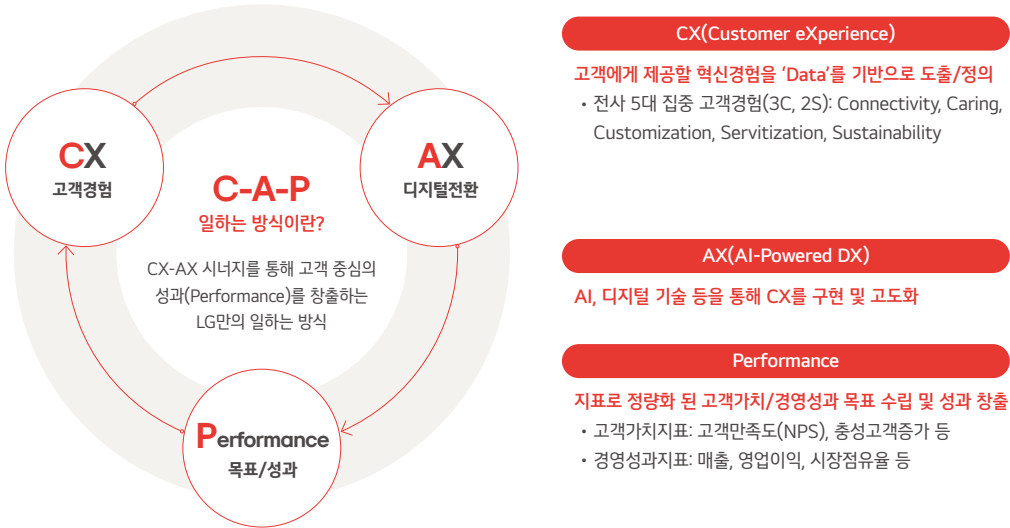 CX
고객경험
AX
디지털전환
C-A-P
일하는 방식이란?
CX-AX 시너지를 통해 고객 중심의
성과(Performance)를 창출하는
LG만의 일하는 방식
Performance
목표/성과
CX(Customer eXperience)
고객에게 제공할 혁신경험을 ‘Data’를 기반으로 도출/정의
• 전사 5대 집중 고객경험(3C, 2S): Connectivity, Caring,
Customization, Servitization, Sustainability
AX(AI-Powered DX)
AI, 디지털 기술 등을 통해 CX를 구현 및 고도화
Performance
지표로 정량화 된 고객가치/경영성과 목표 수립 및 성과 창출
• 고객가치지표: 고객만족도(NPS), 충성고객증가 등
• 경영성과지표: 매출, 영업이익, 시장점유율 등